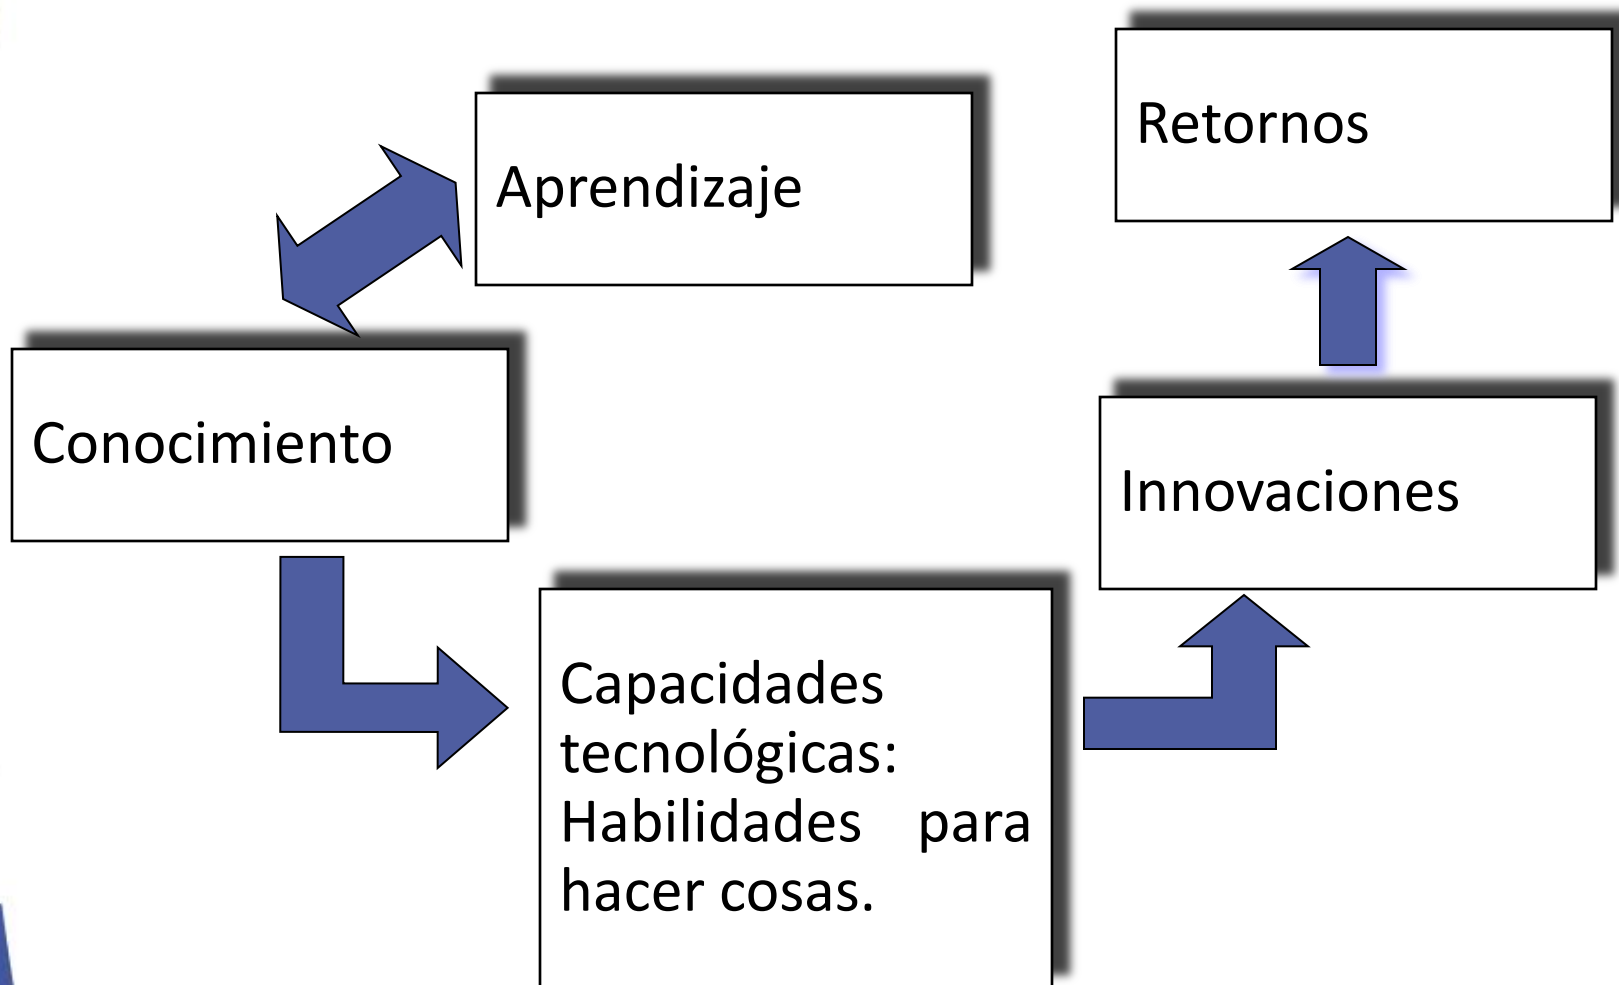 Retornos
Aprendizaje
Conocimiento
Innovaciones
Capacidades
tecnológicas:
Habilidades para
hacer cosas.